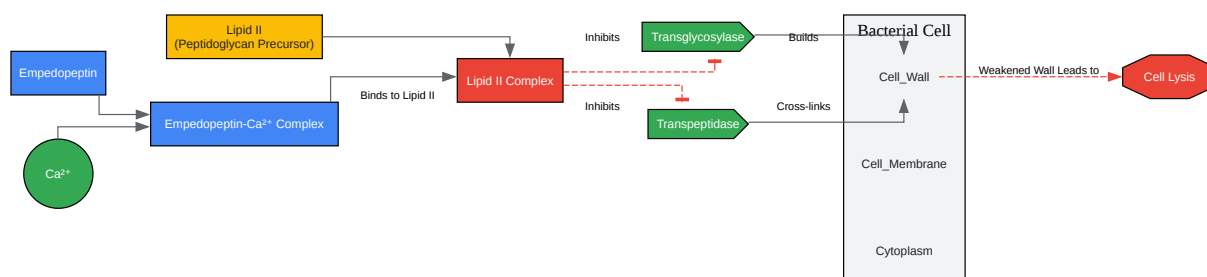 Lipid II
(Peptidoglycan Precursor)
Empedopeptin
Ca²⁺
Empedopeptin-Ca²⁺ Complex
Binds to Lipid II
Lipid II Complex
Inhibits
Inhibits
Transglycosylase
Transpeptidase
Builds
Cross-links
Bacterial Cell
Cell_Wall
Cell_Membrane
Cytoplasm
Weakened Wall Leads to
Cell Lysis